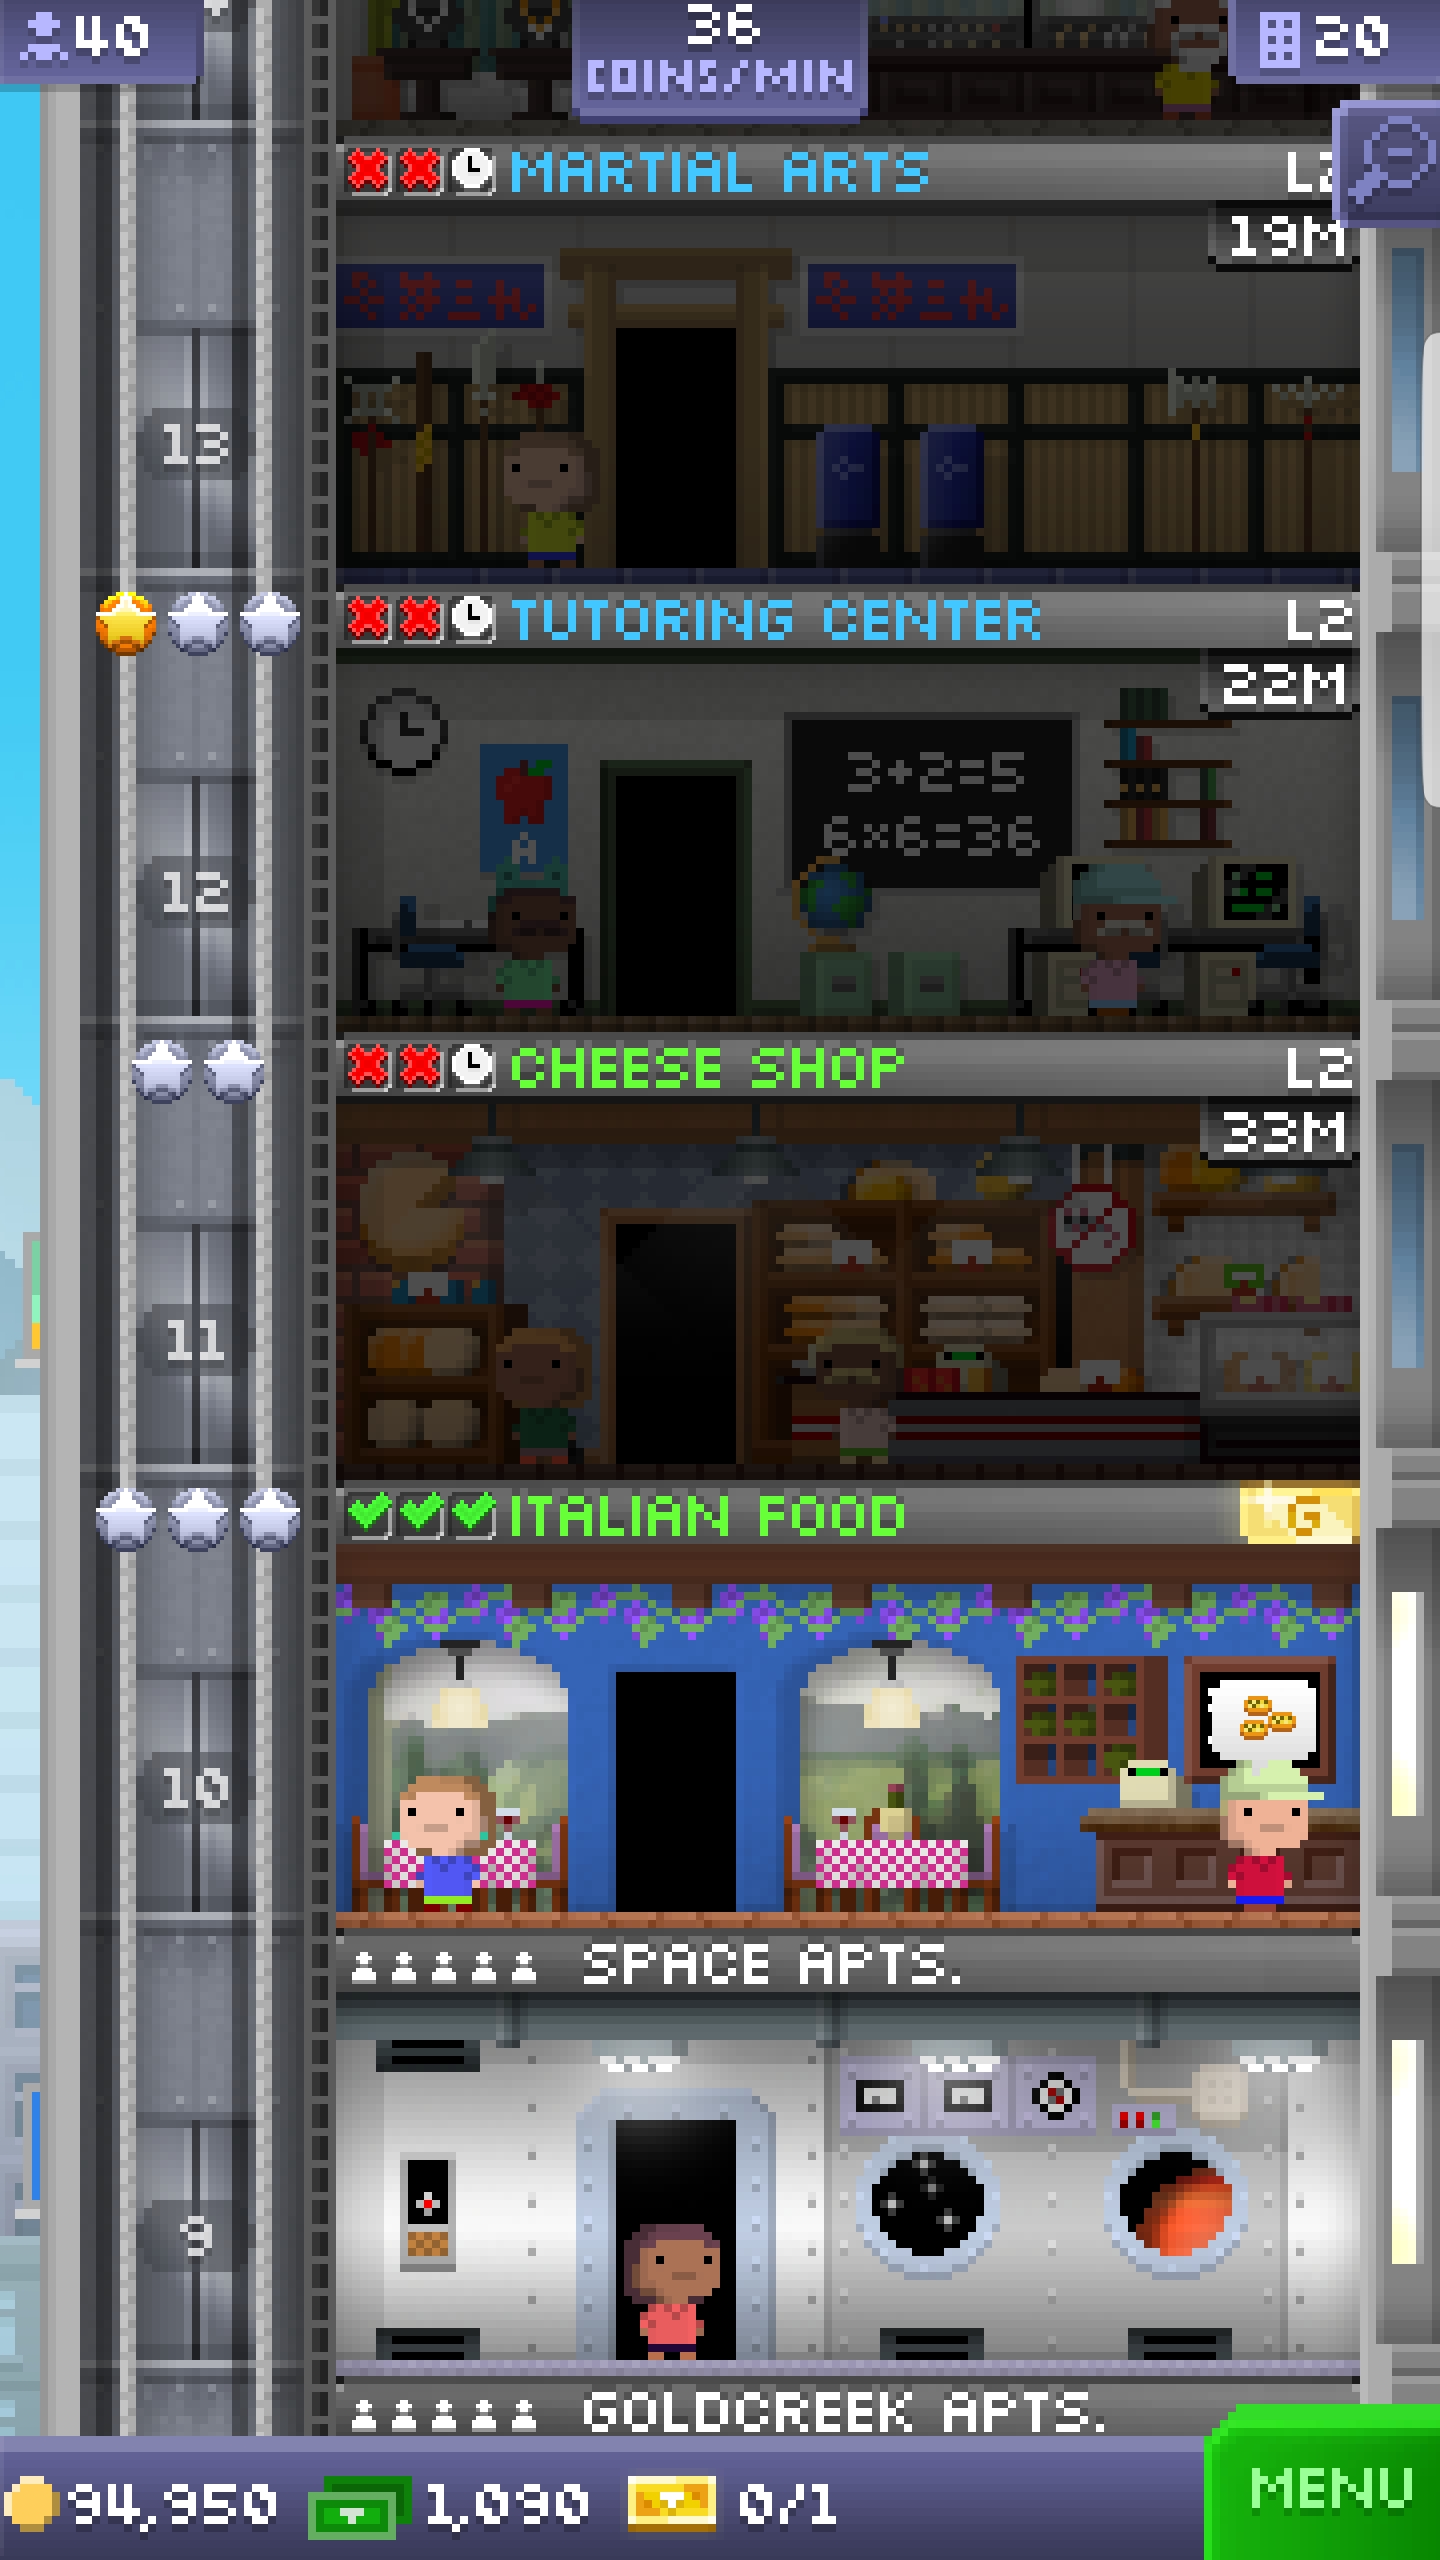 40
36
COINS/MIN
20
MARTIAL ARTS
19M
13
TUTORING CENTER L2
22M
3+2=5
6×6=36
A
12
CHEESE SHOP L2
33M
11
ITALIAN FOOD G
10
SPACE APTS.
9
GOLDCREEK APTS.
94,950 1,090 0/1
MENU